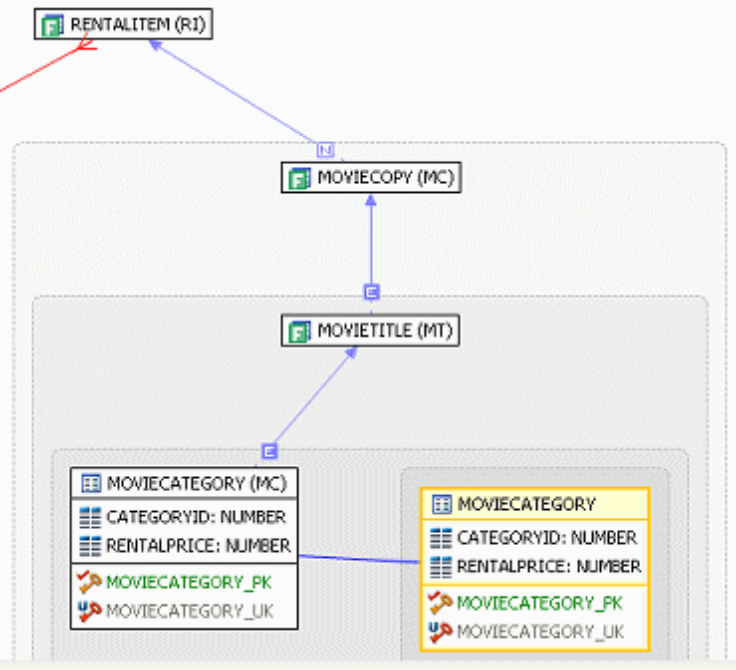 RENTALITEM (RI)
N
MOVIECOPY (MC)
E
MOVIETITLE (MT)
E
MOVIECATEGORY (MC)
CATEGORYID: NUMBER
RENTALPRICE: NUMBER
MOVIECATEGORY_PK
MOVIECATEGORY_UK
MOVIECATEGORY
CATEGORYID: NUMBER
RENTALPRICE: NUMBER
MOVIECATEGORY_PK
MOVIECATEGORY_UK